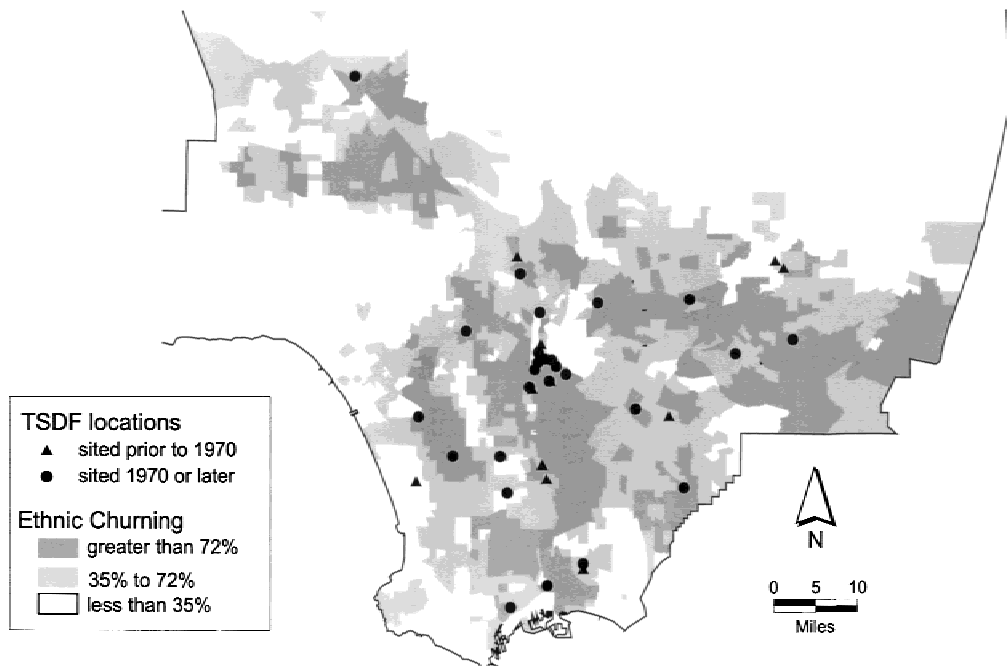 TSDF locations
sited prior to 1970
sited 1970 or later
Ethnic Churning
greater than 72%
35% to 72%
less than 35%
N
0 5 10
Miles